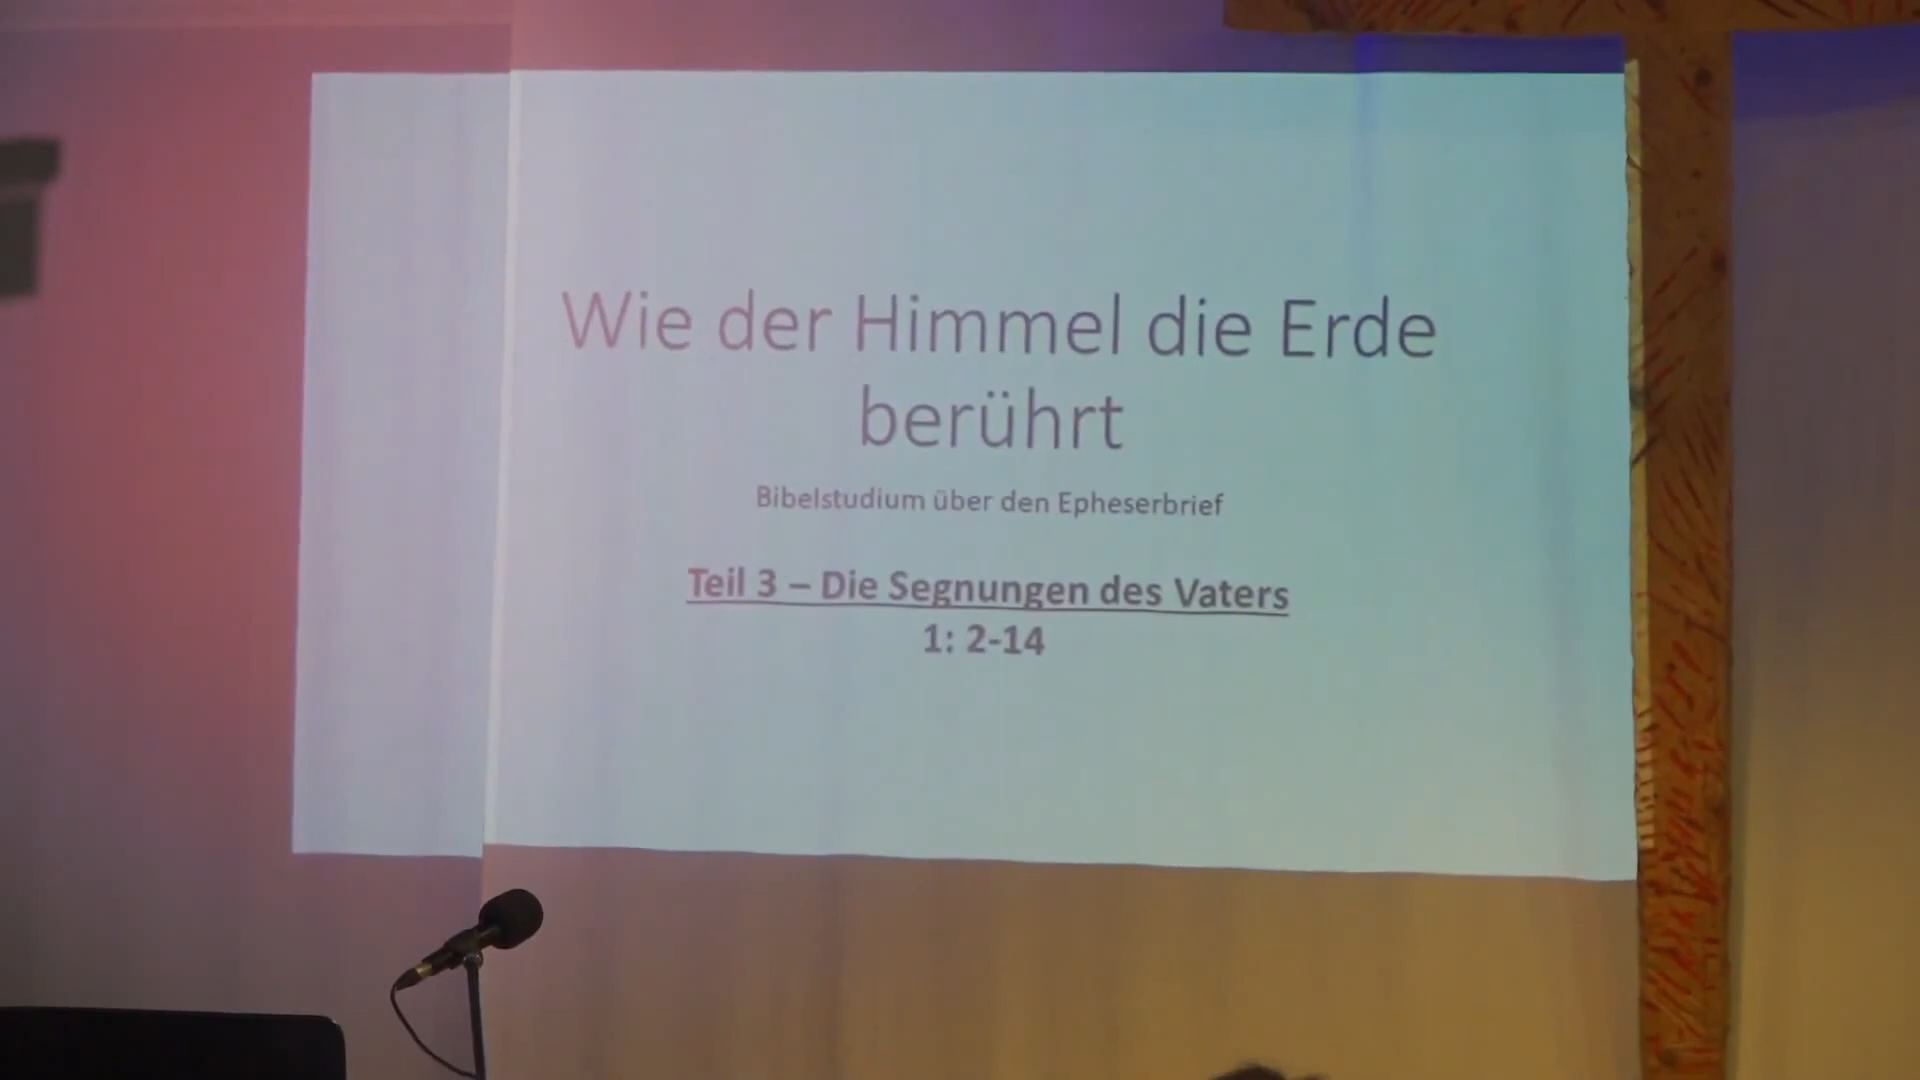 Wie der Himmel die Erde
berührt
Bibelstudium über den Epheserbrief
Teil 3 – Die Segnungen des Vaters
1: 2-14